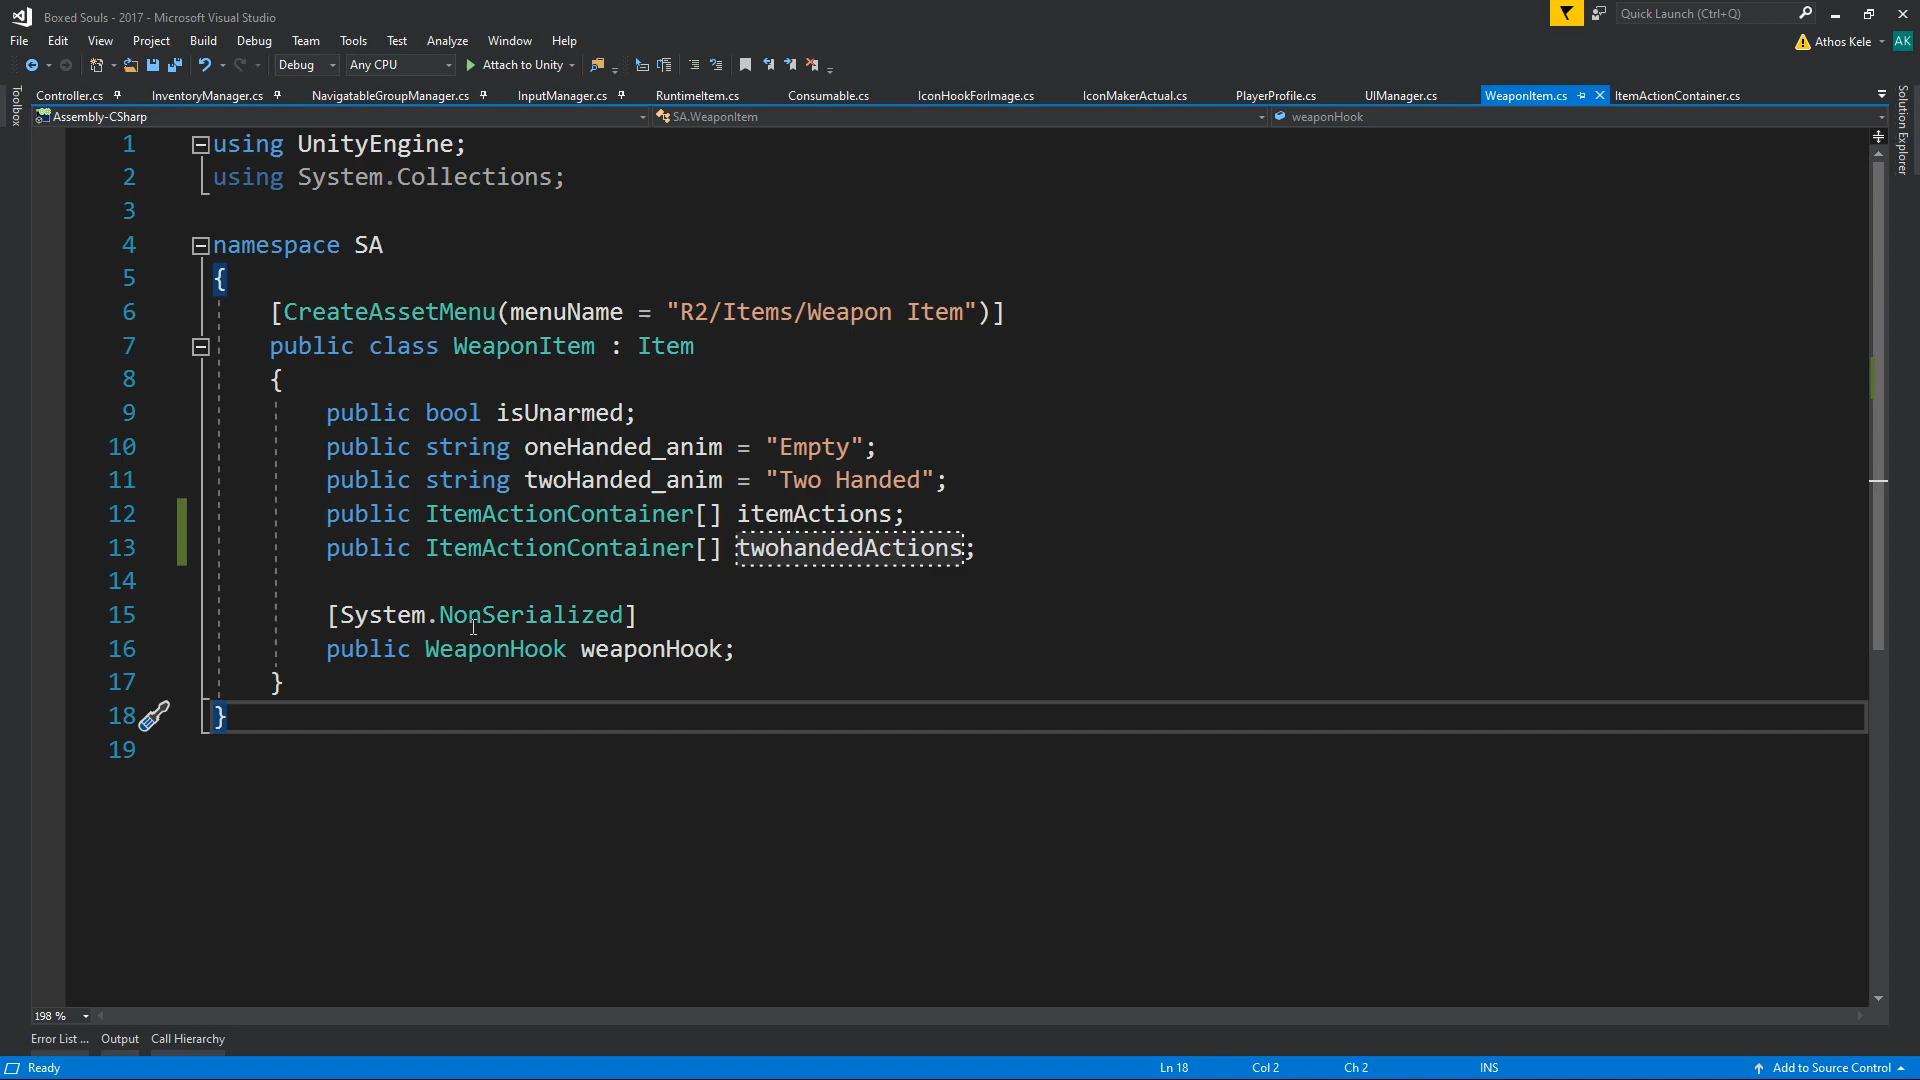 Boxed Souls - 2017 - Microsoft Visual Studio
Quick Launch (Ctrl+Q)
File Edit View Project Build Debug Team Tools Test Analyze Window Help
Athos Kele AK
Debug Any CPU Attach to Unity
Toolbox
Controller.cs InventoryManager.cs NavigatableGroupManager.cs InputManager.cs RuntimeItem.cs Consumable.cs IconHookForImage.cs IconMakerActual.cs PlayerProfile.cs UIManager.cs WeaponItem.cs ItemActionContainer.cs
Solution Explorer
Assembly-CSharp SA.WeaponItem weaponHook
1 using UnityEngine;
2 using System.Collections;
3
4 namespace SA
5 {
6 [CreateAssetMenu(menuName = "R2/Items/Weapon Item")]
7 public class WeaponItem : Item
8 {
9 public bool isUnarmed;
10 public string oneHanded_anim = "Empty";
11 public string twoHanded_anim = "Two Handed";
12 public ItemActionContainer[] itemActions;
13 public ItemActionContainer[] twohandedActions;
14
15 [System.NonSerialized]
16 public WeaponHook weaponHook;
17 }
18 }
19
198 %
Error List ... Output Call Hierarchy
Ready Ln 18 Col 2 Ch 2 INS Add to Source Control